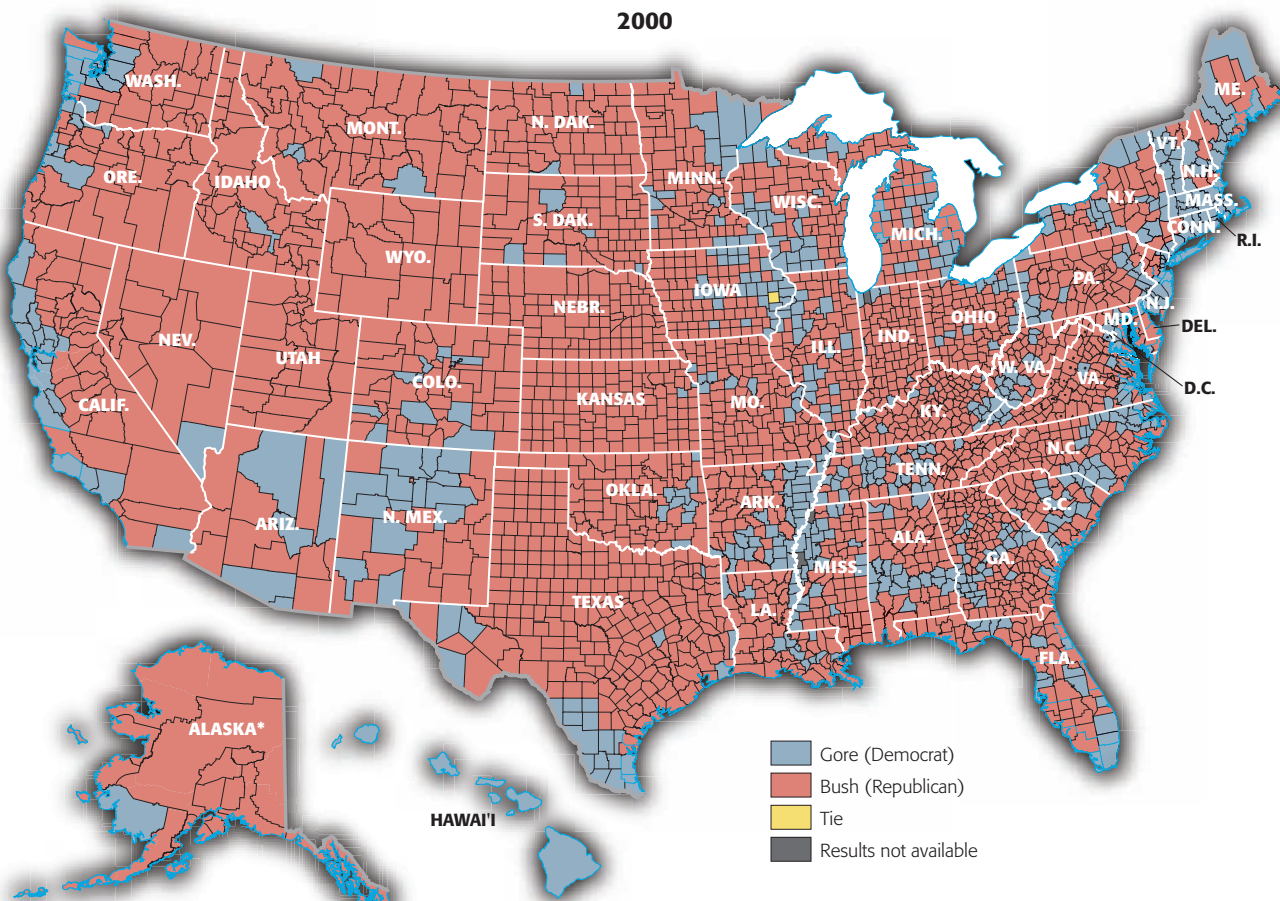 2000
WASH.
MONT.
N. DAK.
MINN.
ME.
VT.
N.H.
ORE.
IDAHO
S. DAK.
WISC.
MICH.
N.Y.
MASS.
CONN.
R.I.
WYO.
NEBR.
IOWA
PA.
N.J.
NEV.
UTAH
COLO.
KANSAS
MO.
ILL.
IND.
OHIO
W. VA.
MD.
DEL.
VA.
D.C.
CALIF.
KY.
ARIZ.
N. MEX.
OKLA.
ARK.
TENN.
N.C.
S.C.
TEXAS
LA.
MISS.
ALA.
GA.
FLA.
ALASKA*
HAWAI'I
Gore (Democrat)
Bush (Republican)
Tie
Results not available